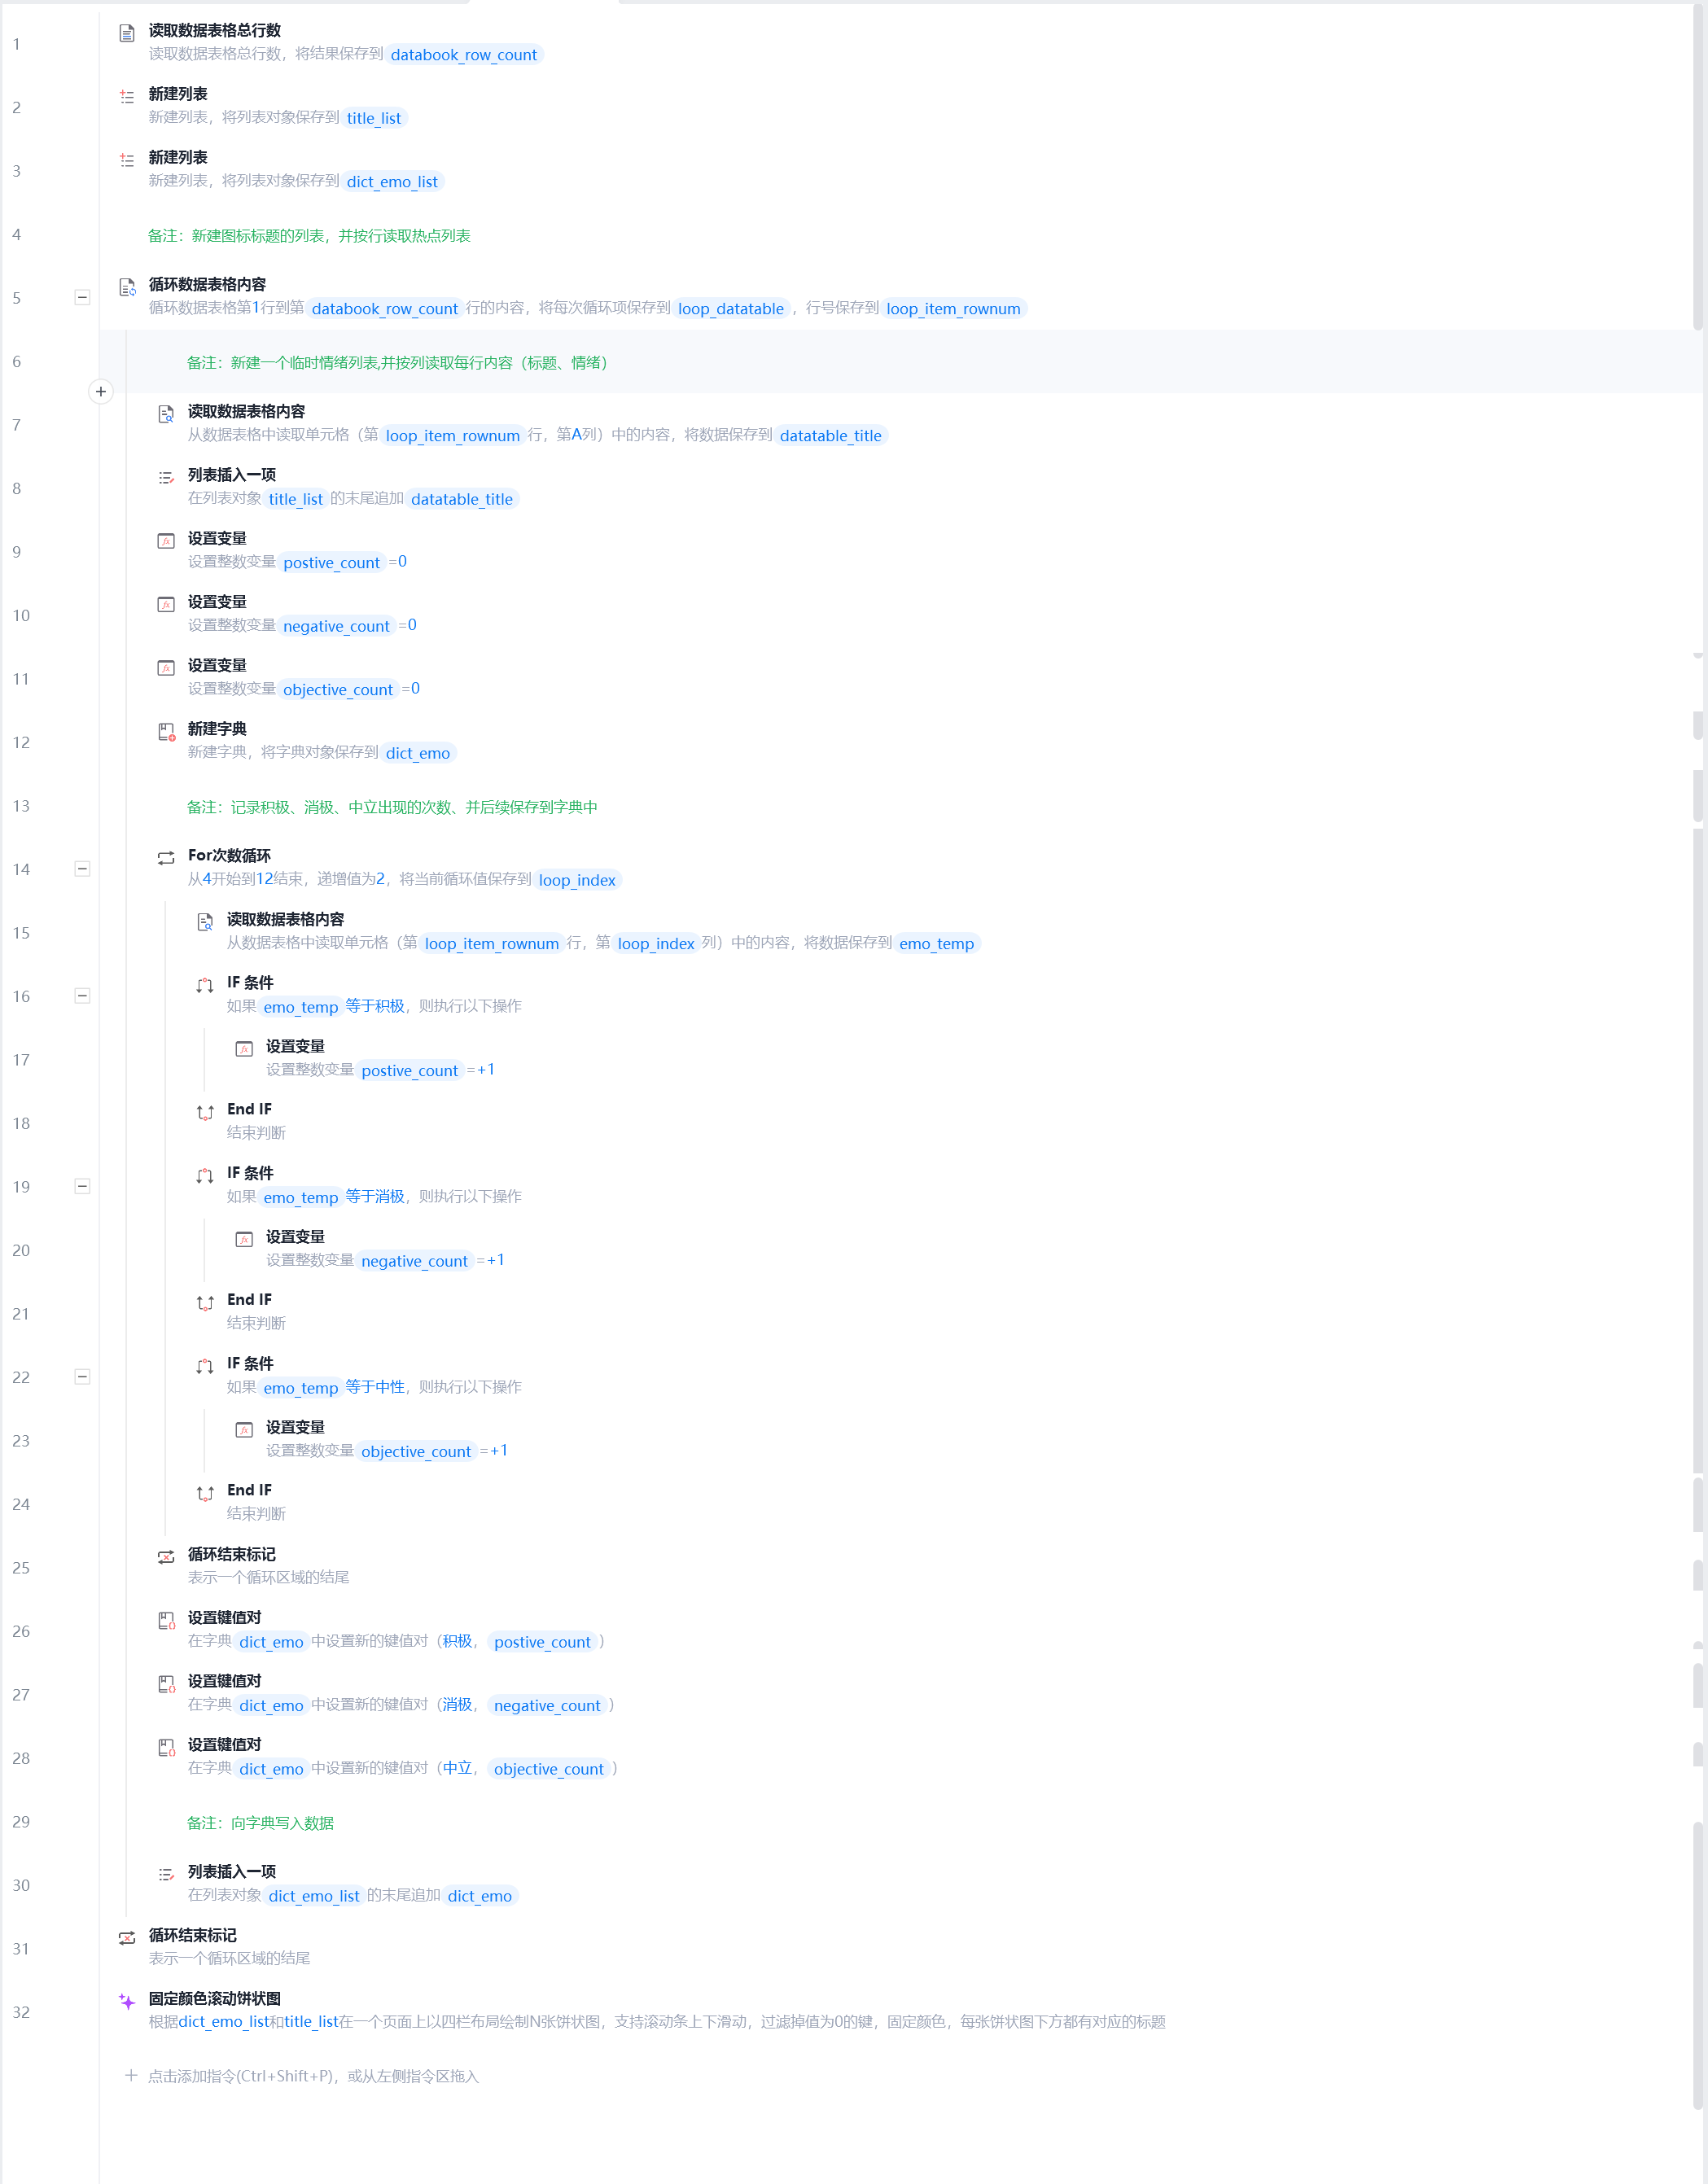 1
读取数据表格总行数
读取数据表格总行数，将结果保存到 databook_row_count
2
新建列表
新建列表，将列表对象保存到 title_list
3
新建列表
新建列表，将列表对象保存到 dict_emo_list
4
备注：新建图标标题的列表，并按行读取热点列表
5
循环数据表格内容
循环数据表格第1行到第 databook_row_count 行的内容，将每次循环项保存到 loop_datatable ，行号保存到 loop_item_rownum
6
备注：新建一个临时情绪列表,并按列读取每行内容（标题、情绪）
7
读取数据表格内容
从数据表格中读取单元格（第 loop_item_rownum 行，第A列）中的内容，将数据保存到 datatable_title
8
列表插入一项
在列表对象 title_list 的末尾追加 datatable_title
9
设置变量
设置整数变量 postive_count =0
10
设置变量
设置整数变量 negative_count =0
11
设置变量
设置整数变量 objective_count =0
12
新建字典
新建字典，将字典对象保存到 dict_emo
13
备注：记录积极、消极、中立出现的次数、并后续保存到字典中
14
For次数循环
从4开始到12结束，递增值为2，将当前循环值保存到 loop_index
15
读取数据表格内容
从数据表格中读取单元格（第 loop_item_rownum 行，第 loop_index 列）中的内容，将数据保存到 emo_temp
16
IF 条件
如果 emo_temp 等于积极，则执行以下操作
17
设置变量
设置整数变量 postive_count =+1
18
End IF
结束判断
19
IF 条件
如果 emo_temp 等于消极，则执行以下操作
20
设置变量
设置整数变量 negative_count =+1
21
End IF
结束判断
22
IF 条件
如果 emo_temp 等于中性，则执行以下操作
23
设置变量
设置整数变量 objective_count =+1
24
End IF
结束判断
25
循环结束标记
表示一个循环区域的结尾
26
设置键值对
在字典 dict_emo 中设置新的键值对（积极， postive_count ）
27
设置键值对
在字典 dict_emo 中设置新的键值对（消极， negative_count ）
28
设置键值对
在字典 dict_emo 中设置新的键值对（中立， objective_count ）
29
备注：向字典写入数据
30
列表插入一项
在列表对象 dict_emo_list 的末尾追加 dict_emo
31
循环结束标记
表示一个循环区域的结尾
32
固定颜色滚动饼状图
根据dict_emo_list和title_list在一个页面上以四栏布局绘制N张饼状图，支持滚动条上下滑动，过滤掉值为0的键，固定颜色，每张饼状图下方都有对应的标题
点击添加指令(Ctrl+Shift+P)，或从左侧指令区拖入